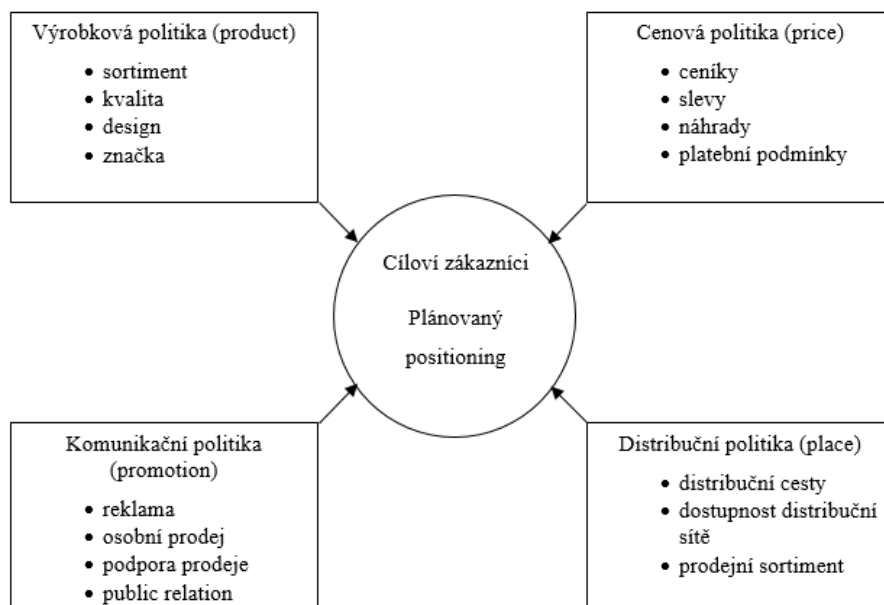 Výrobková politika (product)
• sortiment
• kvalita
• design
• značka
Cenová politika (price)
• ceníky
• slevy
• náhrady
• platební podmínky
Cíloví zákazníci
Plánovaný
positioning
Komunikační politika
(promotion)
• reklama
• osobní prodej
• podpora prodeje
• public relation
Distribuční politika (place)
• distribuční cesty
• dostupnost distribuční
sítě
• prodejní sortiment